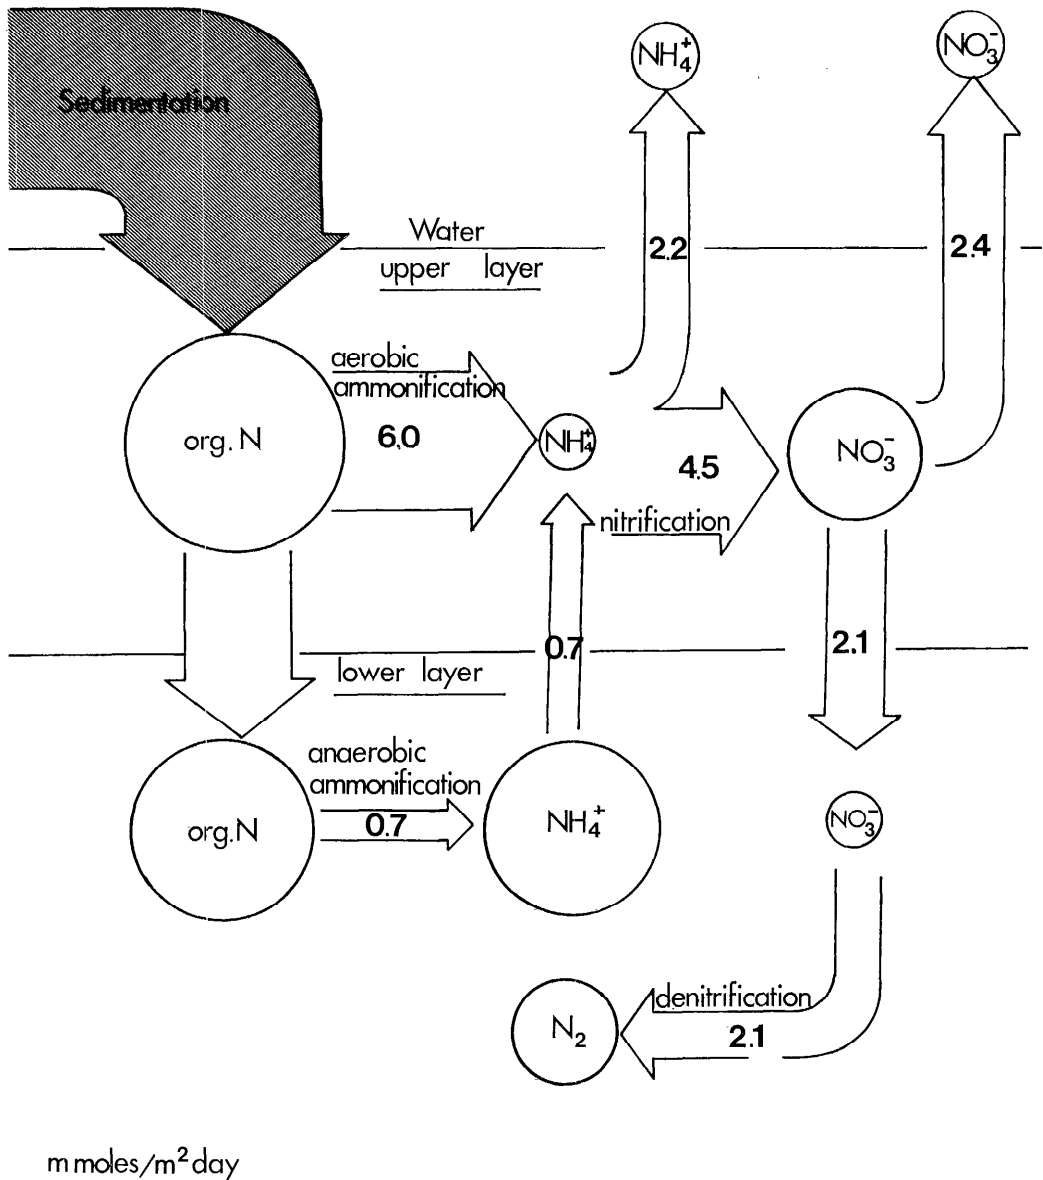 NH₄⁺
NO₃⁻
Sedimentation
Water
2.2
2.4
upper layer
aerobic
ammonification
org. N
6.0
NH₄⁺
4.5
NO₃⁻
nitrification
0.7
2.1
lower layer
anaerobic
ammonification
org. N
0.7
NH₄⁺
NO₃⁻
denitrification
N₂
2.1
m moles/m² day